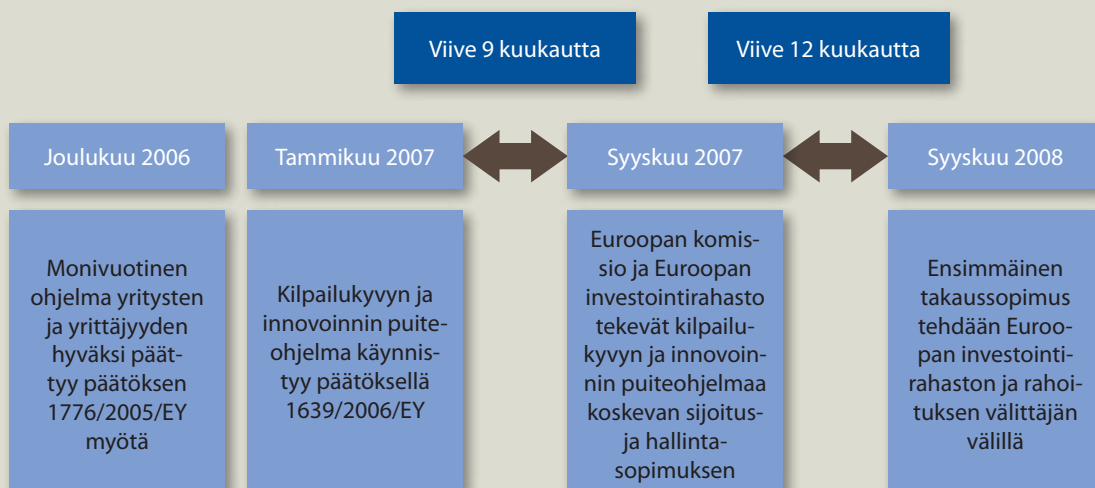 Viive 9 kuukautta
Viive 12 kuukautta
Joulukuu 2006
Tammikuu 2007
Syyskuu 2007
Syyskuu 2008
Monivuotinen
ohjelma yritysten
ja yrittäjyyden
hyväksi päät-
tyy päätöksen
1776/2005/EY
myötä
Kilpailukyvyn ja
innovoinnin puite-
ohjelma käynnis-
tyy päätöksellä
1639/2006/EY
Euroopan komis-
sio ja Euroopan
investointirahasto
tekevät kilpailu-
kyvyn ja innovoin-
nin puiteohjelmaa
koskevan sijoitus-
ja hallinta-
sopimuksen
Ensimmäinen
takaussopimus
tehdään Euroo-
pan investointi-
rahaston ja rahoi-
tuksen välittäjän
välillä